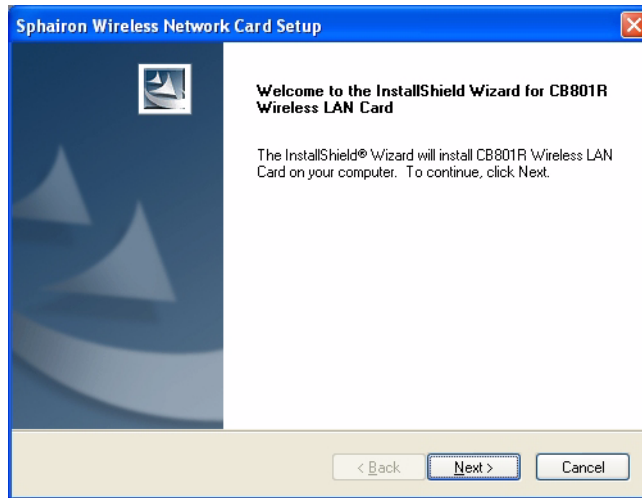 Sphairon Wireless Network Card Setup
Welcome to the InstallShield Wizard for CB801R
Wireless LAN Card
The InstallShield® Wizard will install CB801R Wireless LAN
Card on your computer. To continue, click Next.
< Back
Next >
Cancel